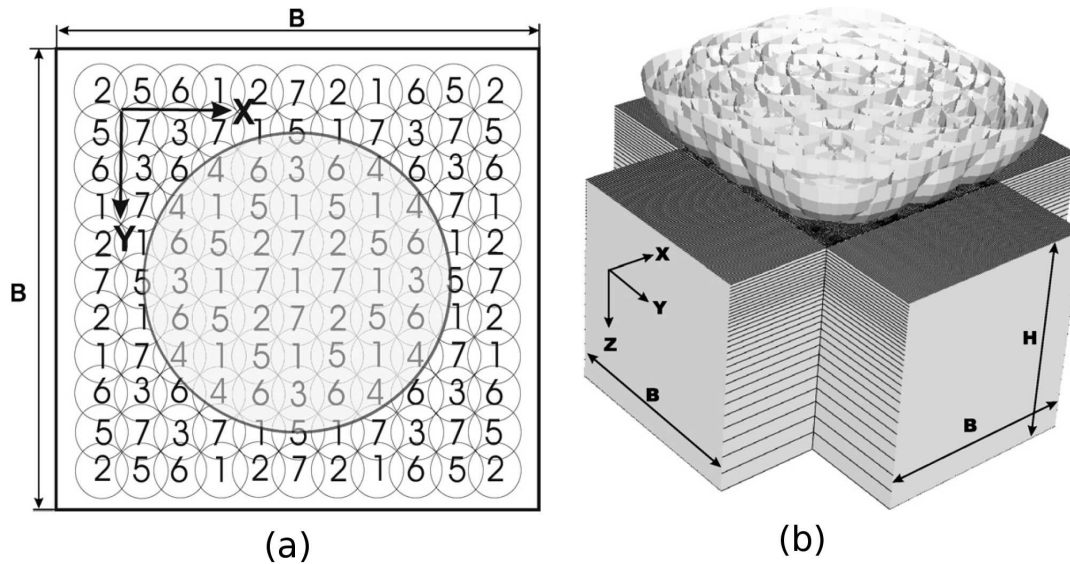 B
2 5 6 1 2 7 2 1 6 5 2
X
5 7 3 7 1 5 1 7 3 7 5
6 3 6 4 6 3 6 4 6 3 6
1 7 4 1 5 1 5 1 4 7 1
Y
2 1 6 5 2 7 2 5 6 1 2
B
7 5 3 1 7 1 7 1 3 5 7
2 1 6 5 2 7 2 5 6 1 2
1 7 4 1 5 1 5 1 4 7 1
6 3 6 4 6 3 6 4 6 3 6
5 7 3 7 1 5 1 7 3 7 5
2 5 6 1 2 7 2 1 6 5 2
(a)
X
Y
Z
H
B
B
(b)